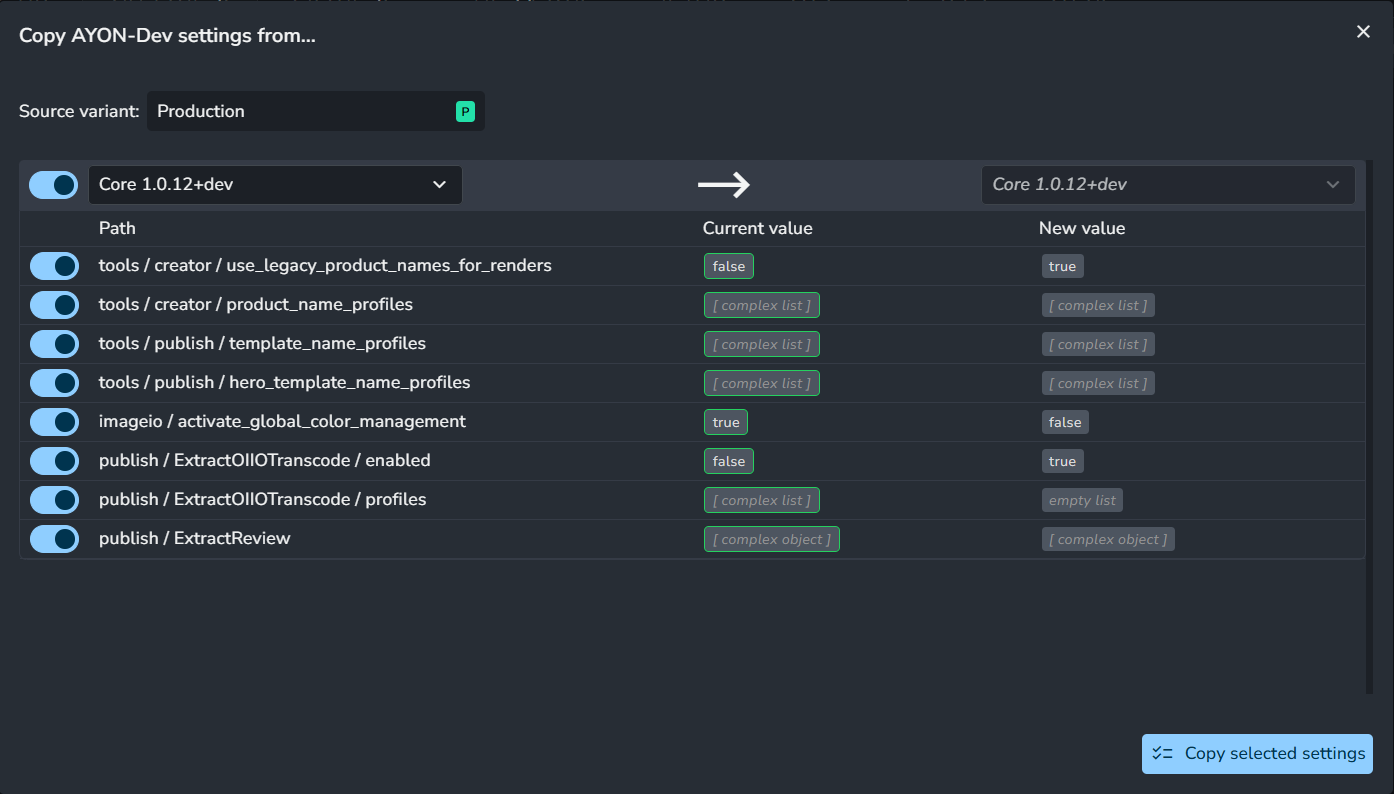 Copy AYON-Dev settings from...
Source variant: Production P
Core 1.0.12+dev Core 1.0.12+dev
Path Current value New value
tools / creator / use_legacy_product_names_for_renders false true
tools / creator / product_name_profiles [ complex list ] [ complex list ]
tools / publish / template_name_profiles [ complex list ] [ complex list ]
tools / publish / hero_template_name_profiles [ complex list ] [ complex list ]
imageio / activate_global_color_management true false
publish / ExtractOIIOTranscode / enabled false true
publish / ExtractOIIOTranscode / profiles [ complex list ] empty list
publish / ExtractReview [ complex object ] [ complex object ]
Copy selected settings